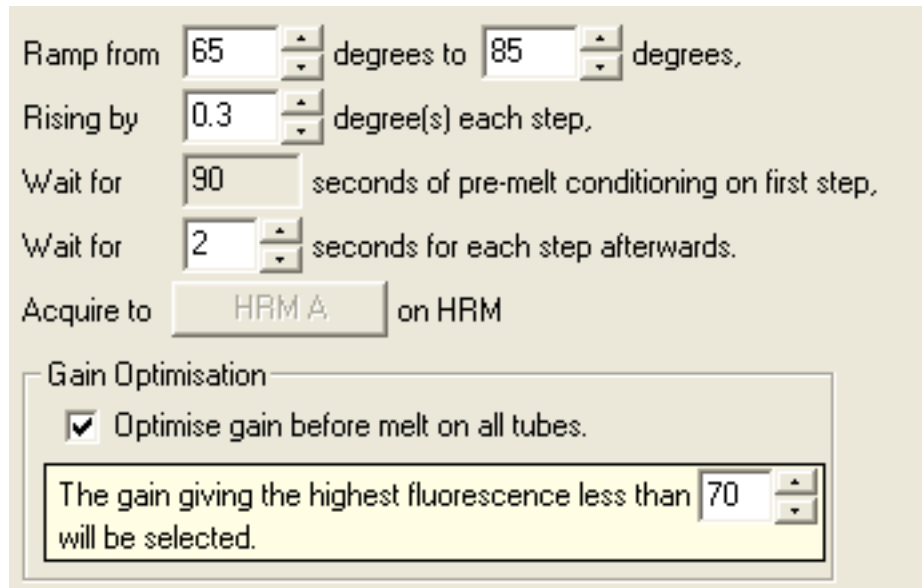 Ramp from 65 degrees to 85 degrees,
Rising by 0.3 degree(s) each step,
Wait for 90 seconds of pre-melt conditioning on first step,
Wait for 2 seconds for each step afterwards.
Acquire to HRM A on HRM
Gain Optimisation
Optimise gain before melt on all tubes.
The gain giving the highest fluorescence less than 70
will be selected.